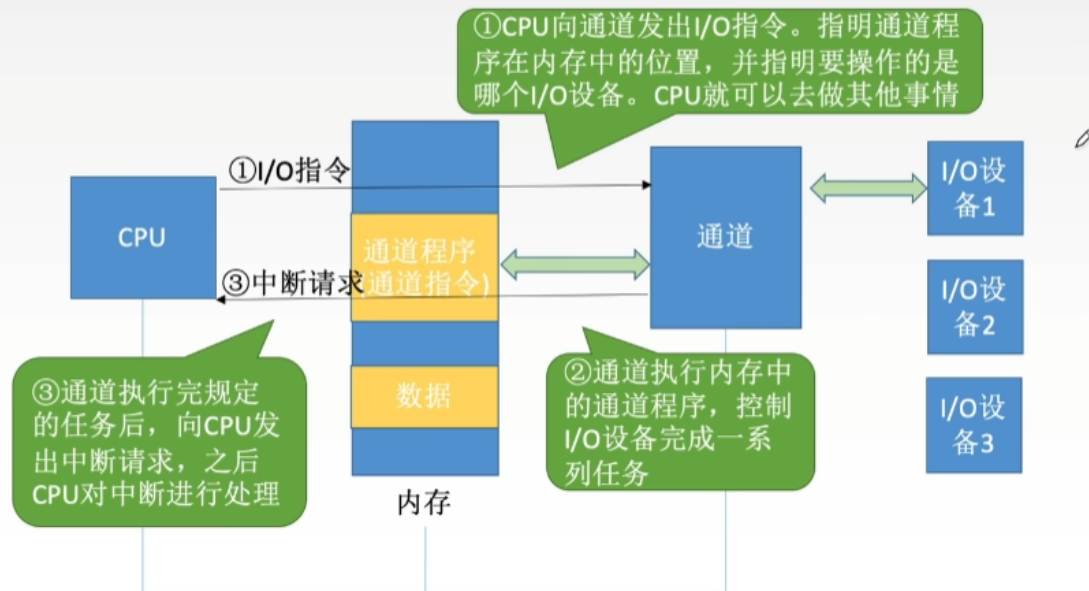 ①CPU向通道发出I/O指令。指明通道程
序在内存中的位置，并指明要操作的是
哪个I/O设备。CPU就可以去做其他事情
①I/O指令
CPU
通道程序
(通道指令)
③中断请求
数据
内存
通道
I/O设
备1
I/O设
备2
I/O设
备3
②通道执行内存中
的通道程序，控制
I/O设备完成一系
列任务
③通道执行完规定
的任务后，向CPU发
出中断请求，之后
CPU对中断进行处理